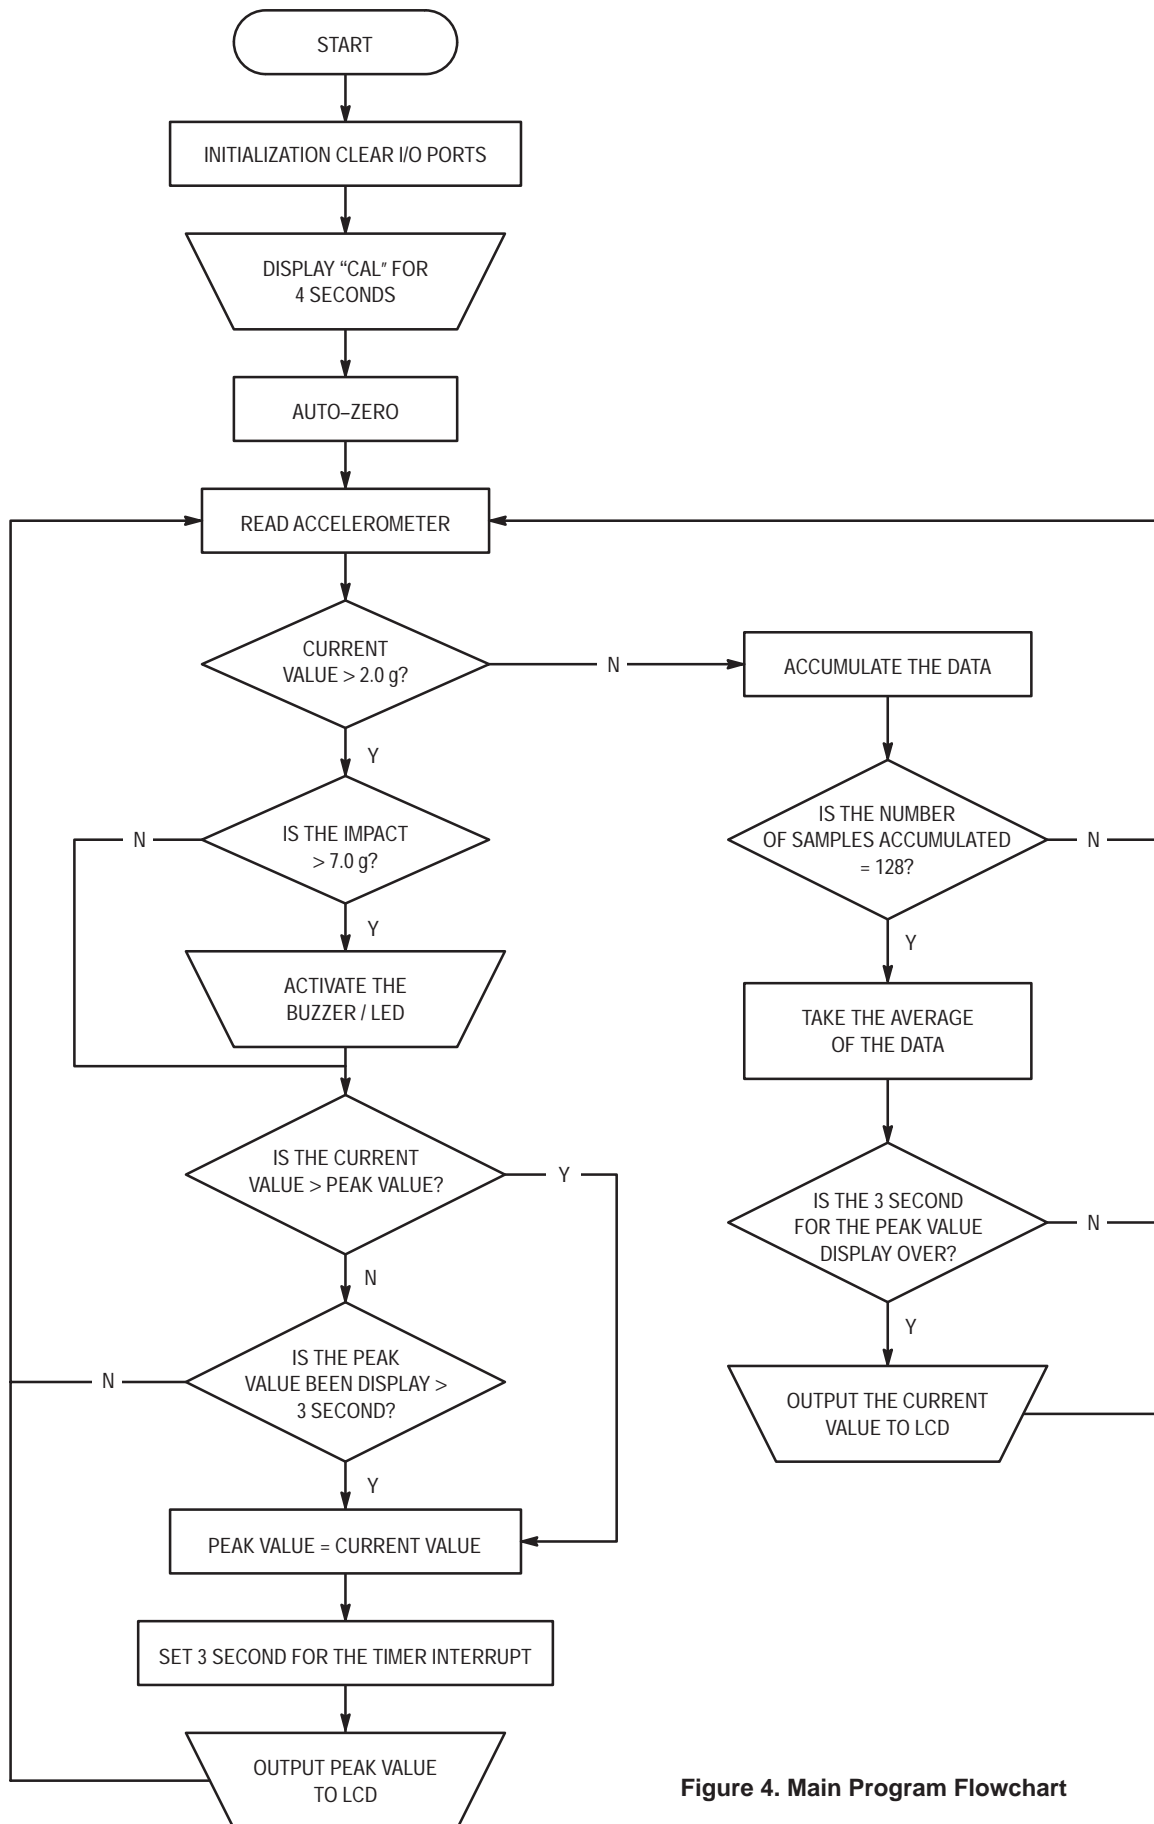 START
INITIALIZATION CLEAR I/O PORTS
DISPLAY “CAL” FOR
4 SECONDS
AUTO–ZERO
READ ACCELEROMETER
CURRENT
VALUE > 2.0 g?
N
ACCUMULATE THE DATA
Y
IS THE IMPACT
> 7.0 g?
N
Y
ACTIVATE THE
BUZZER / LED
IS THE NUMBER
OF SAMPLES ACCUMULATED
= 128?
N
Y
TAKE THE AVERAGE
OF THE DATA
IS THE CURRENT
VALUE > PEAK VALUE?
Y
N
IS THE 3 SECOND
FOR THE PEAK VALUE
DISPLAY OVER?
N
Y
IS THE PEAK
VALUE BEEN DISPLAY >
3 SECOND?
N
Y
OUTPUT THE CURRENT
VALUE TO LCD
PEAK VALUE = CURRENT VALUE
SET 3 SECOND FOR THE TIMER INTERRUPT
OUTPUT PEAK VALUE
TO LCD
Figure 4. Main Program Flowchart